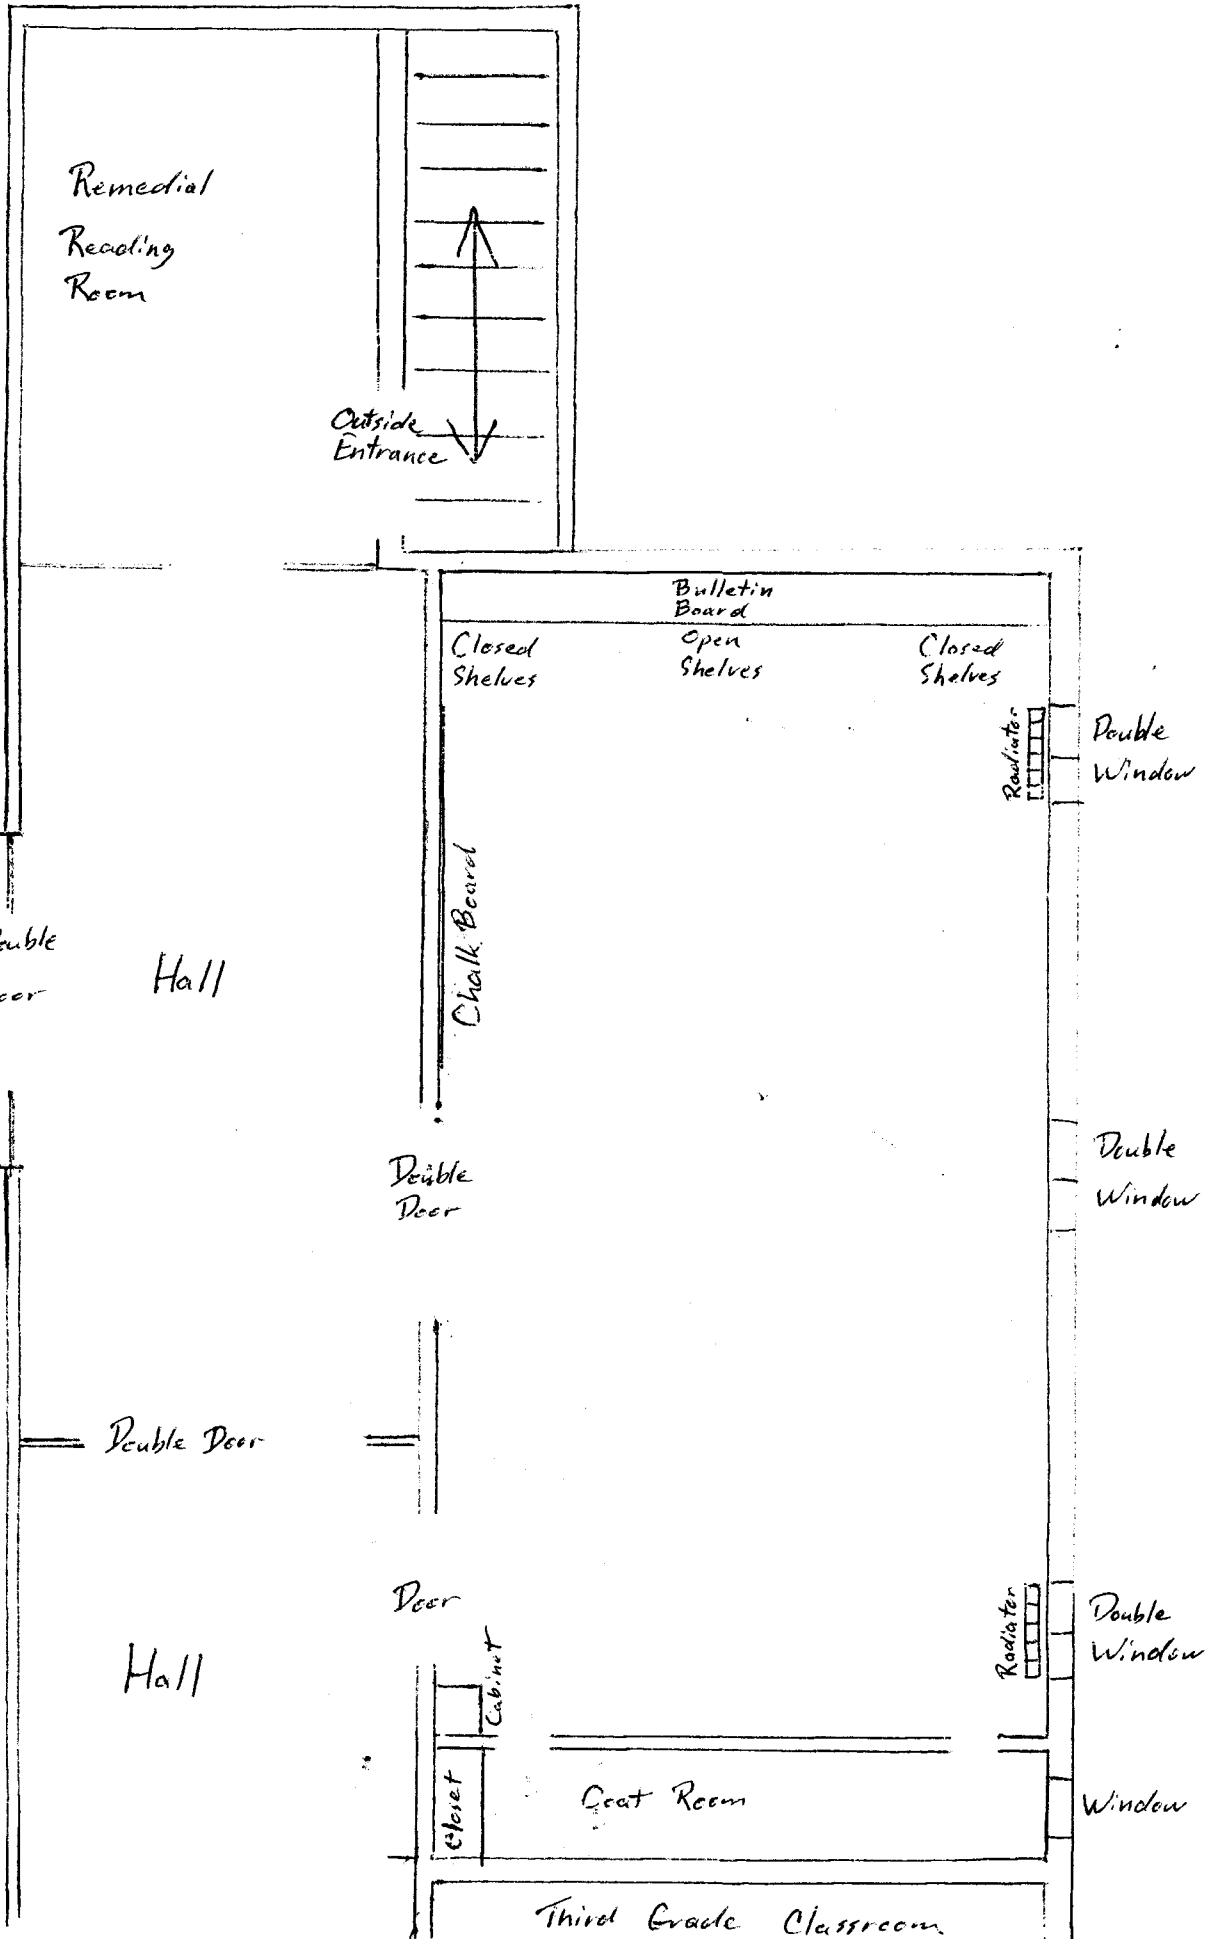 Remedial
Reading
Room
Outside
Entrance
Bulletin
Board
Closed
Shelves
Open
Shelves
Closed
Shelves
Radiator
Double
Window
Chalk Board
Hall
Double
Door
Double
Window
Double Door
Door
Radiator
Double
Window
Hall
Cabinet
Closet
Coat Room
Window
Third Grade Classroom